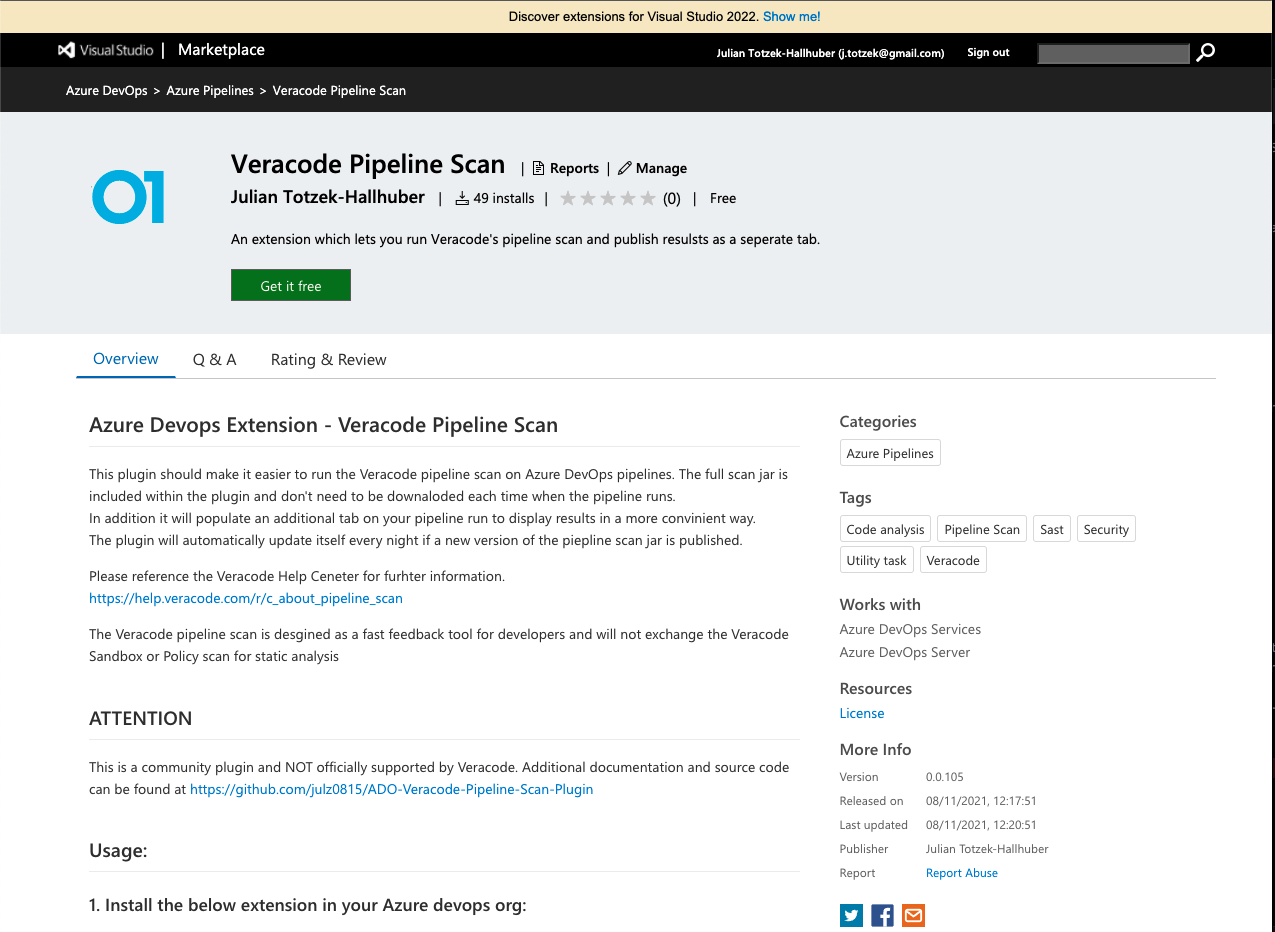 Discover extensions for Visual Studio 2022. Show me!
Visual Studio | Marketplace
Julian Totzek-Hallhuber (j.totzek@gmail.com) Sign out
Azure DevOps > Azure Pipelines > Veracode Pipeline Scan
01
Veracode Pipeline Scan | Reports | Manage
Julian Totzek-Hallhuber | 49 installs | (0) | Free
An extension which lets you run Veracode's pipeline scan and publish resulsts as a seperate tab.
Get it free
Overview Q & A Rating & Review
Azure Devops Extension - Veracode Pipeline Scan
This plugin should make it easier to run the Veracode pipeline scan on Azure DevOps pipelines. The full scan jar is
included within the plugin and don't need to be downaloded each time when the pipeline runs.
In addition it will populate an additional tab on your pipeline run to display results in a more convinient way.
The plugin will automatically update itself every night if a new version of the piepline scan jar is published.
Please reference the Veracode Help Ceneter for furhter information.
https://help.veracode.com/r/c_about_pipeline_scan
The Veracode pipeline scan is desgined as a fast feedback tool for developers and will not exchange the Veracode
Sandbox or Policy scan for static analysis
ATTENTION
This is a community plugin and NOT officially supported by Veracode. Additional documentation and source code
can be found at https://github.com/julz0815/ADO-Veracode-Pipeline-Scan-Plugin
Usage:
1. Install the below extension in your Azure devops org:
Categories
Azure Pipelines
Tags
Code analysis Pipeline Scan Sast Security
Utility task Veracode
Works with
Azure DevOps Services
Azure DevOps Server
Resources
License
More Info
Version 0.0.105
Released on 08/11/2021, 12:17:51
Last updated 08/11/2021, 12:20:51
Publisher Julian Totzek-Hallhuber
Report Report Abuse